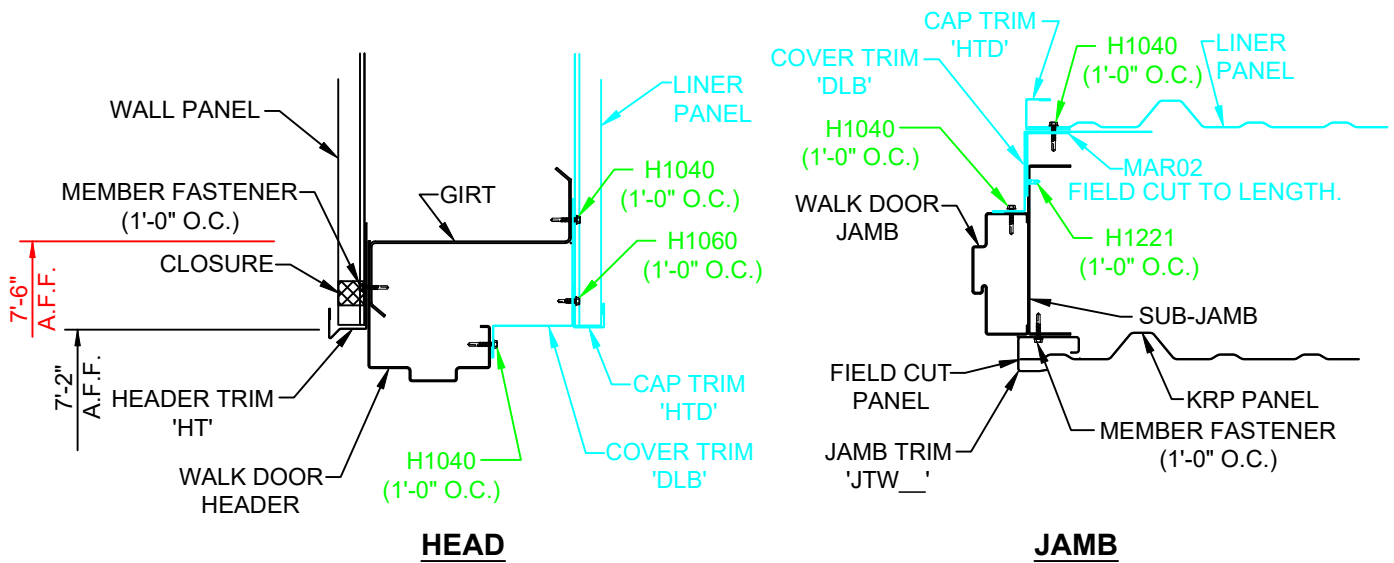 WALL PANEL
MEMBER FASTENER
(1'-0" O.C.)
CLOSURE
7'-6"
A.F.F.
7'-2"
A.F.F.
HEADER TRIM
'HT'
WALK DOOR
HEADER
GIRT
LINER
PANEL
H1040
(1'-0" O.C.)
H1060
(1'-0" O.C.)
CAP TRIM
'HTD'
COVER TRIM
'DLB'
H1040
(1'-0" O.C.)
HEAD
CAP TRIM
'HTD'
COVER TRIM
'DLB'
H1040
(1'-0" O.C.)
LINER
PANEL
H1040
(1'-0" O.C.)
MAR02
FIELD CUT TO LENGTH.
WALK DOOR
JAMB
H1221
(1'-0" O.C.)
SUB-JAMB
FIELD CUT
PANEL
KRP PANEL
MEMBER FASTENER
(1'-0" O.C.)
JAMB TRIM
'JTW__'
JAMB